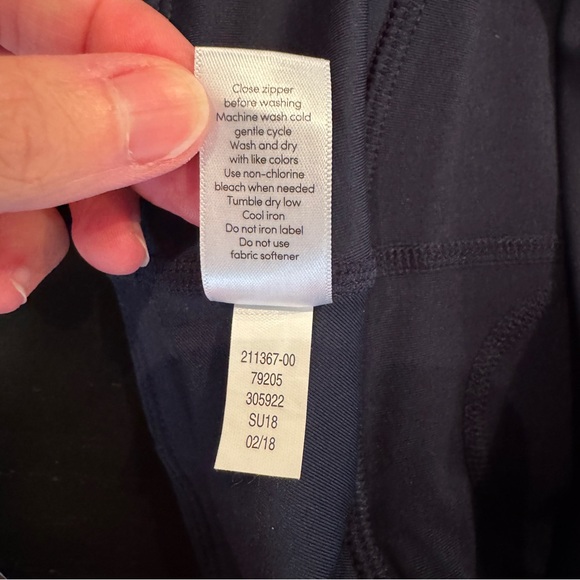 Close zipper
before washing
Machine wash cold
gentle cycle
Wash and dry
with like colors
Use non-chlorine
bleach when needed
Tumble dry low
Cool iron
Do not iron label
Do not use
fabric softener
211367-00
79205
305922
SU18
02/18